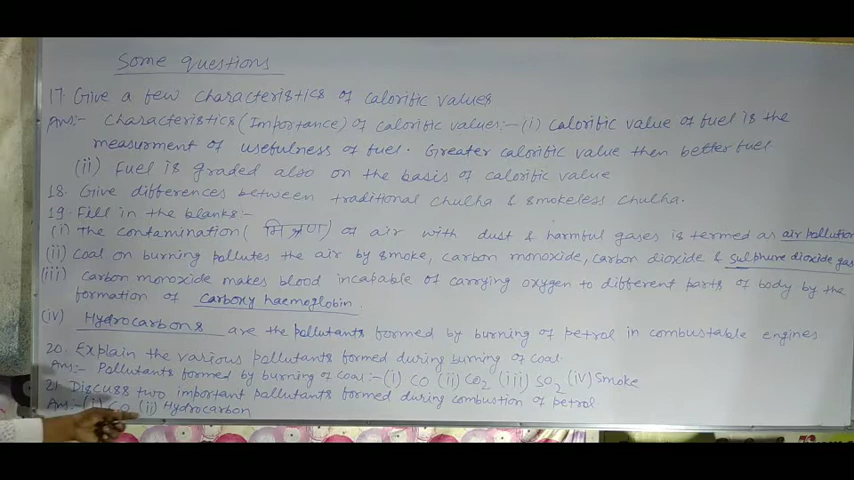 Some questions
17. Give a few characteristics of calorific values
Ans:- Characteristics (Importance) of calorific values:- (i) Calorific value of fuel is the
measurment of usefulness of fuel. Greater calorific value then better fuel
(ii) Fuel is graded also on the basis of calorific value
18. Give differences between traditional chulha & smokeless chulha.
19. Fill in the blanks:-
(i) The contamination (मिश्रण) of air with dust & harmful gases is termed as air pollution
(ii) Coal on burning pollutes the air by smoke, carbon monoxide, carbon dioxide & sulphure dioxide gas
(iii) Carbon monoxide makes blood incapable of carrying oxygen to different parts of body by the
formation of carboxy haemoglobin.
(iv) Hydrocarbons are the pollutants formed by burning of petrol in combustable engines
20. Explain the various pollutants formed during burning of coal.
Ans:- Pollutants formed by burning of coal:- (i) CO (ii) CO2 (iii) SO2 (iv) Smoke
21. Discuss two important pollutants formed during combustion of petrol.
Ans:- (i) CO (ii) Hydrocarbon